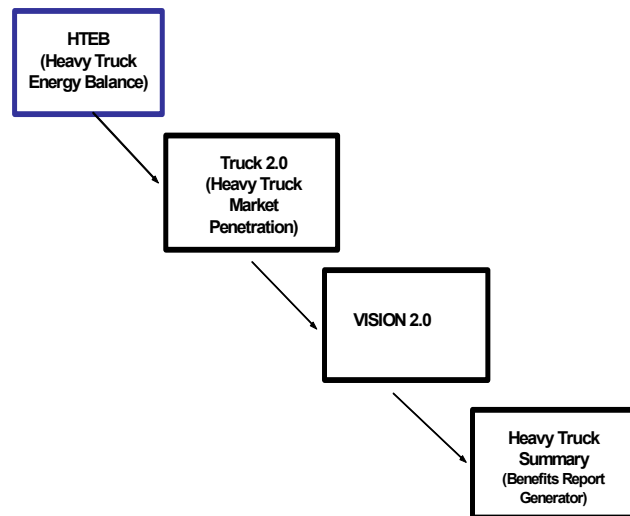 HTEB
(Heavy Truck
Energy Balance)
Truck 2.0
(Heavy Truck
Market
Penetration)
VISION 2.0
Heavy Truck
Summary
(Benefits Report
Generator)